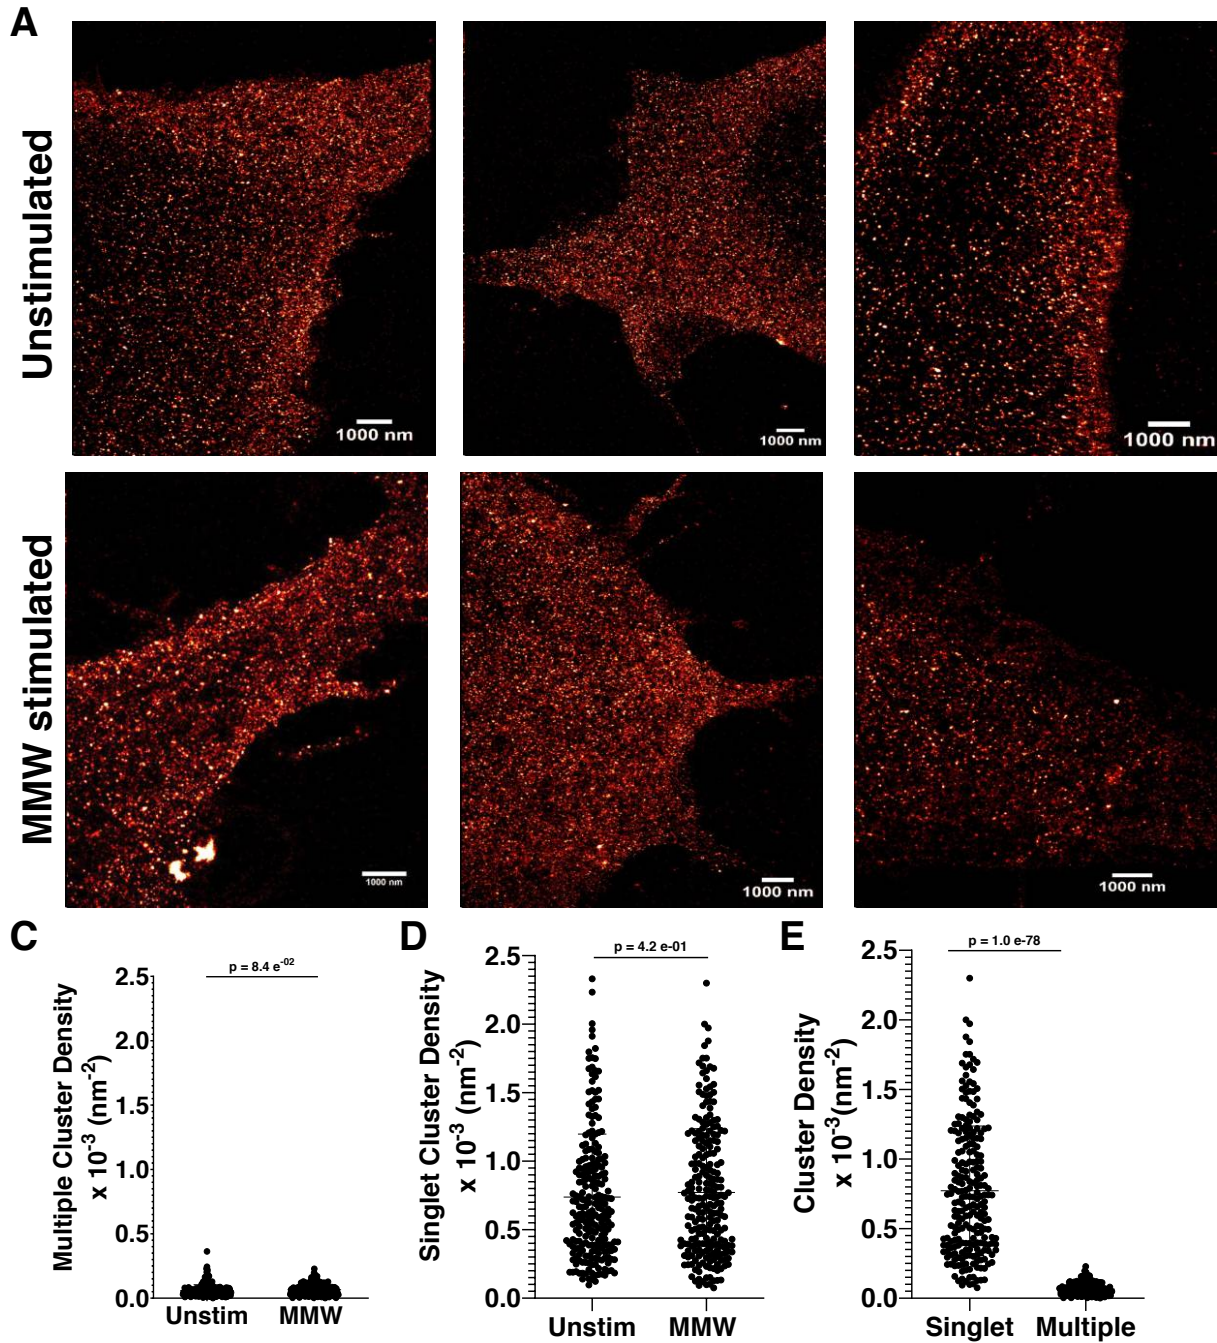 A
Unstimulated
1000 nm
1000 nm
1000 nm
MMW stimulated
1000 nm
1000 nm
1000 nm
C
Multiple Cluster Density
x 10⁻³ (nm⁻²)
p = 8.4 e⁻⁰²
2.5
2.0
1.5
1.0
0.5
0.0
Unstim MMW
D
Singlet Cluster Density
x 10⁻³ (nm⁻²)
p = 4.2 e-01
2.5
2.0
1.5
1.0
0.5
0.0
Unstim MMW
E
Cluster Density
x 10⁻³(nm⁻²)
p = 1.0 e-78
2.5
2.0
1.5
1.0
0.5
0.0
Singlet Multiple